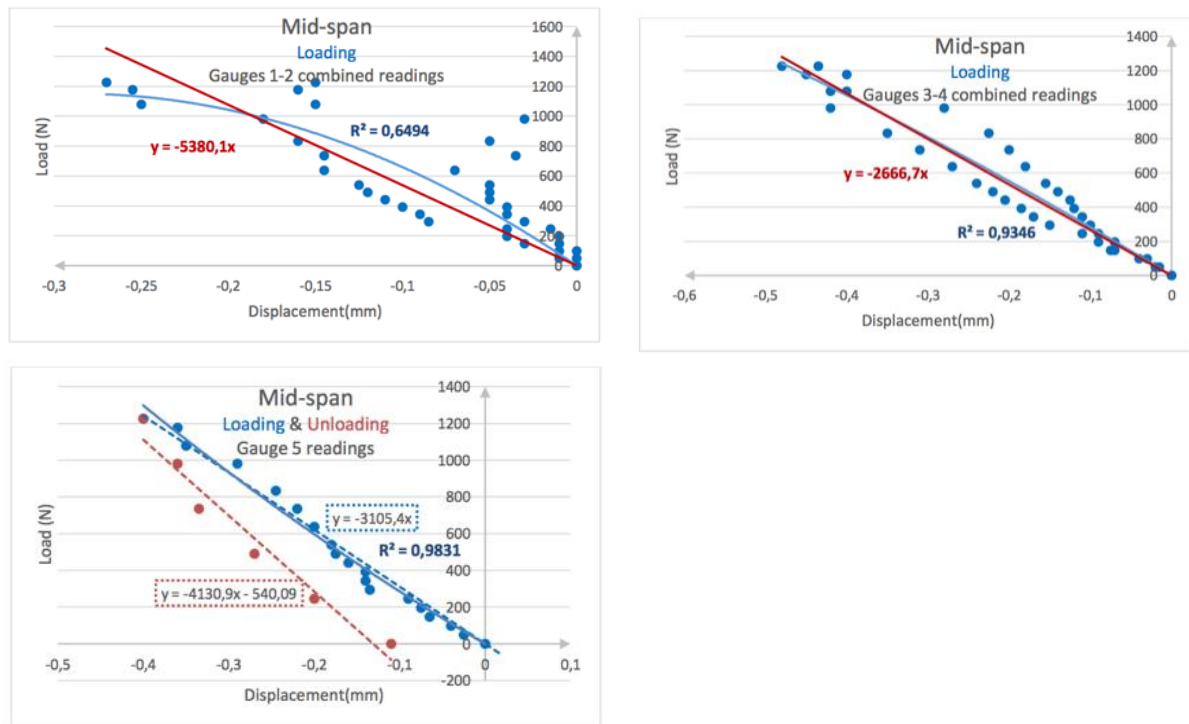 Mid-span
Loading
Gauges 1-2 combined readings
R² = 0,6494
y = -5380,1x
Load (N)
1600
1400
1200
1000
800
600
400
200
0
-0,3
-0,25
-0,2
-0,15
-0,1
-0,05
0
Displacement(mm)
Mid-span
Loading
Gauges 3-4 combined readings
y = -2666,7x
R² = 0,9346
Load (N)
1400
1200
1000
800
600
400
200
0
-0,6
-0,5
-0,4
-0,3
-0,2
-0,1
0
Displacement(mm)
Mid-span
Loading & Unloading
Gauge 5 readings
y = -3105,4x
R² = 0,9831
y = -4130,9x - 540,09
Load (N)
1400
1200
1000
800
600
400
200
0
-200
-0,5
-0,4
-0,3
-0,2
-0,1
0
0,1
Displacement(mm)